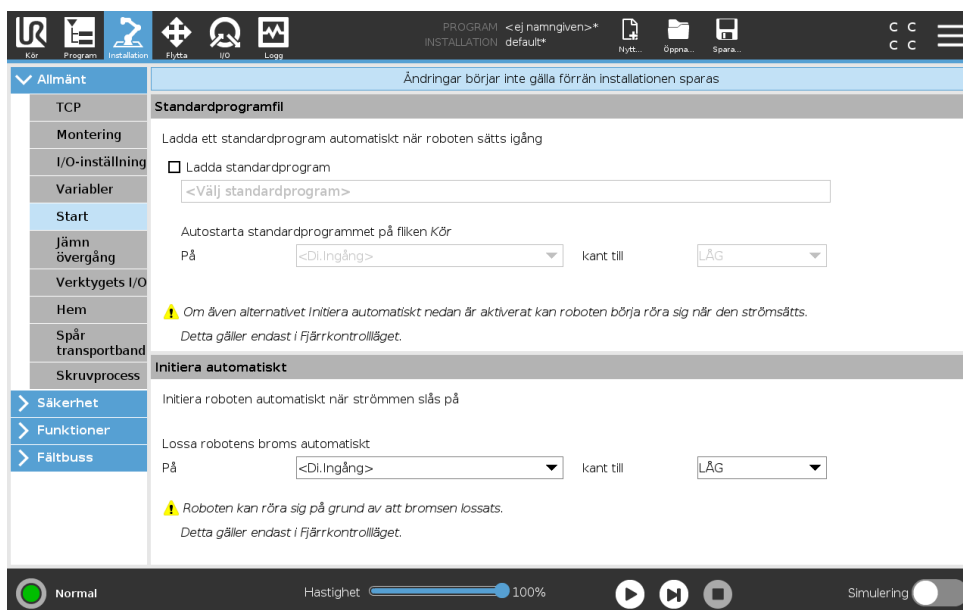 PROGRAM <ej namngiven>*
INSTALLATION default*
Kör
Program
Installation
Flytta
I/O
Logg
Nytt...
Öppna...
Spara...
C C
C C
Allmänt
TCP
Montering
I/O-inställning
Variabler
Start
Jämn
övergång
Verktygets I/O
Hem
Spår
transportband
Skruvprocess
Säkerhet
Funktioner
Fältbuss
Ändringar börjar inte gälla förrän installationen sparas
Standardprogramfil
Ladda ett standardprogram automatiskt när roboten sätts igång
Ladda standardprogram
<Välj standardprogram>
Autostarta standardprogrammet på fliken Kör
På <Di.Ingång> kant till LÅG
Om även alternativet Initiera automatiskt nedan är aktiverat kan roboten börja röra sig när den strömsätts.
Detta gäller endast i Fjärrkontrollläget.
Initiera automatiskt
Initiera roboten automatiskt när strömmen slås på
Lossa robotens broms automatiskt
På <Di.Ingång> kant till LÅG
Roboten kan röra sig på grund av att bromsen lossats.
Detta gäller endast i Fjärrkontrollläget.
Normal
Hastighet 100%
Simulering